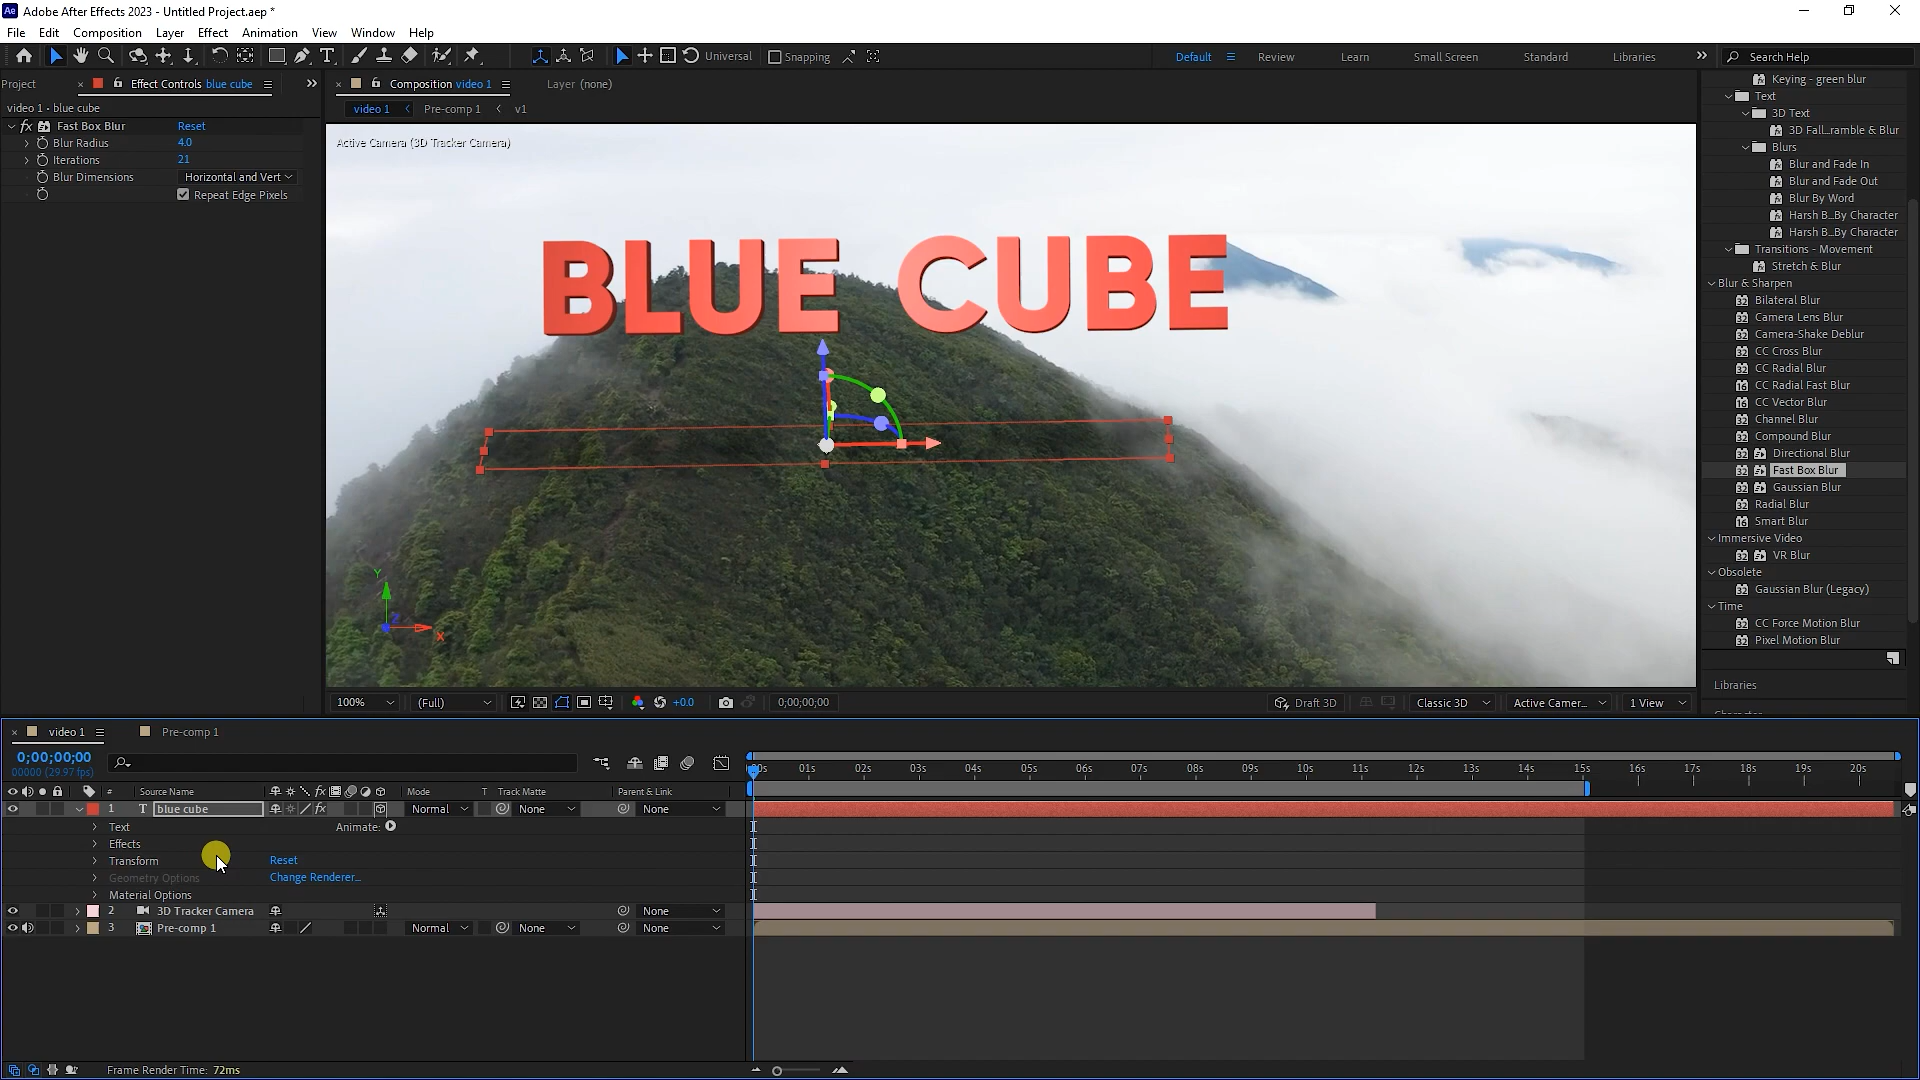 Adobe After Effects 2023 - Untitled Project.aep *
File Edit Composition Layer Effect Animation View Window Help
Universal Snapping Default Review Learn Small Screen Standard Libraries Search Help
Project Effect Controls blue cube Composition video 1 Layer (none)
video 1 • blue cube
video 1 Pre-comp 1 v1
fx Fast Box Blur Reset
Blur Radius 4.0
Iterations 21
Blur Dimensions Horizontal and Vert
Repeat Edge Pixels
Active Camera (3D Tracker Camera)
BLUE CUBE
Y
Z
X
Keying - green blur
Text
3D Text
3D Fall...ramble & Blur
Blurs
Blur and Fade In
Blur and Fade Out
Blur By Word
Harsh B...By Character
Harsh B...By Character
Transitions - Movement
Stretch & Blur
Blur & Sharpen
Bilateral Blur
Camera Lens Blur
Camera-Shake Deblur
CC Cross Blur
CC Radial Blur
CC Radial Fast Blur
CC Vector Blur
Channel Blur
Compound Blur
Directional Blur
Fast Box Blur
Gaussian Blur
Radial Blur
Smart Blur
Immersive Video
VR Blur
Obsolete
Gaussian Blur (Legacy)
Time
CC Force Motion Blur
Pixel Motion Blur
Libraries
100% (Full) +0.0 0;00;00;00 Draft 3D Classic 3D Active Camer... 1 View
video 1 Pre-comp 1
0;00;00;00
00000 (29.97 fps)
00s 01s 02s 03s 04s 05s 06s 07s 08s 09s 10s 11s 12s 13s 14s 15s 16s 17s 18s 19s 20s
# Source Name fx Mode T Track Matte Parent & Link
1 T blue cube fx Normal None None
Text Animate:
Effects
Transform Reset
Geometry Options Change Renderer...
Material Options
2 3D Tracker Camera None
3 Pre-comp 1 Normal None None
Frame Render Time: 72ms